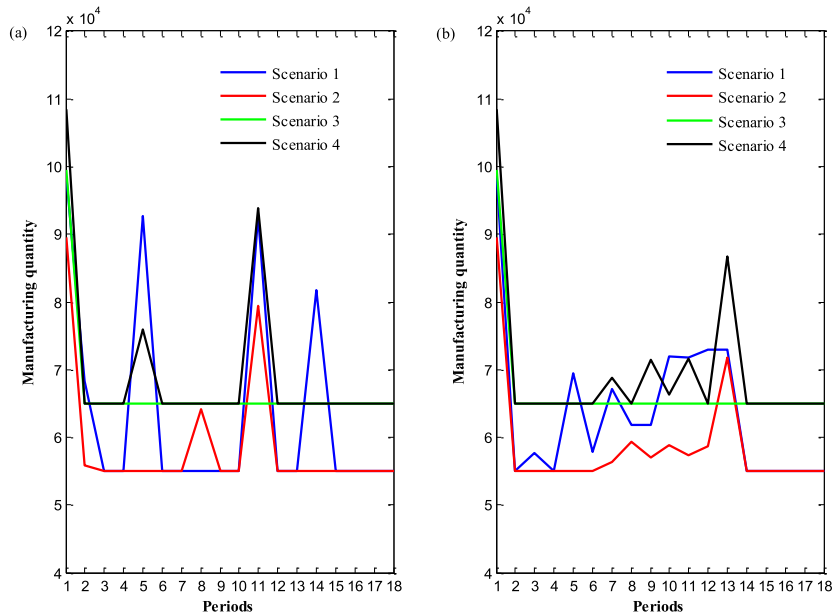 (a)
x 10⁴
12
11
10
9
8
7
6
5
4
Manufacturing quantity
Scenario 1
Scenario 2
Scenario 3
Scenario 4
1 2 3 4 5 6 7 8 9 10 11 12 13 14 15 16 17 18
Periods
(b)
x 10⁴
12
11
10
9
8
7
6
5
4
Manufacturing quantity
Scenario 1
Scenario 2
Scenario 3
Scenario 4
1 2 3 4 5 6 7 8 9 10 11 12 13 14 15 16 17 18
Periods